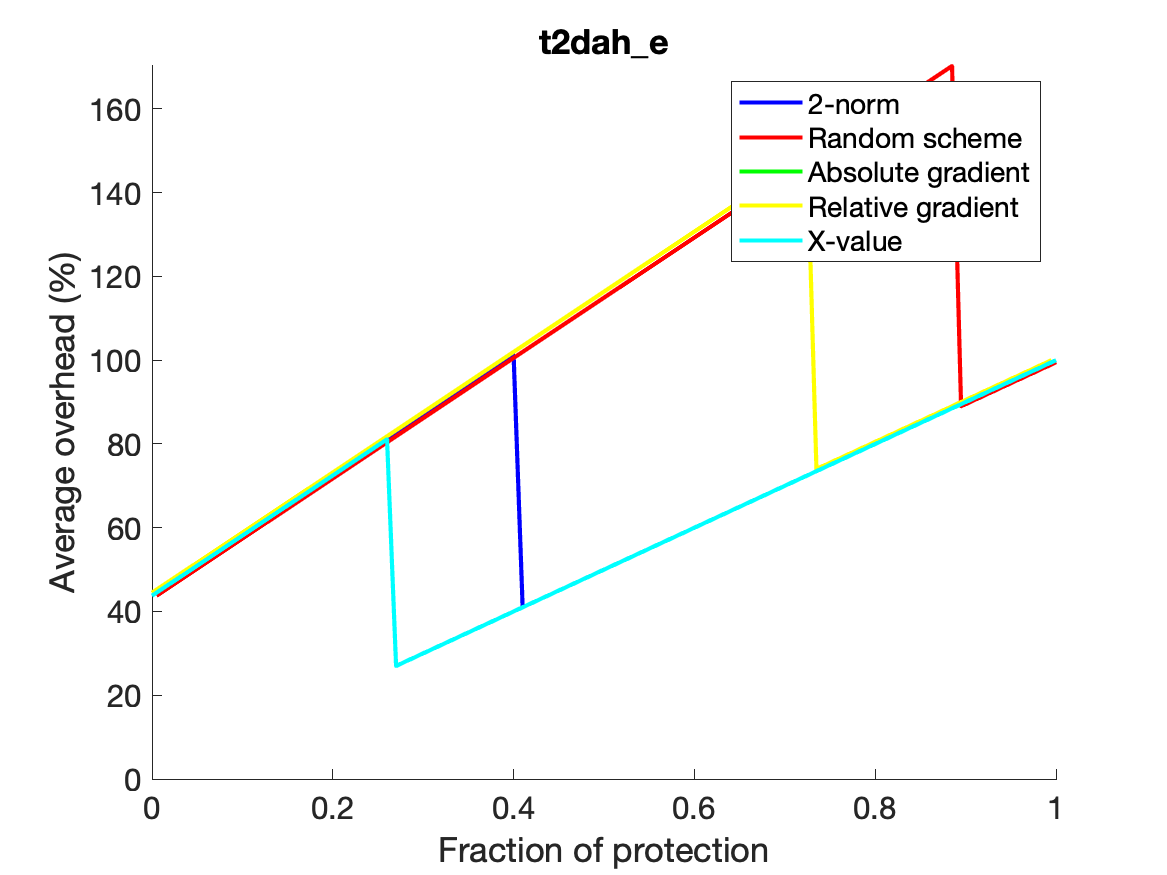 t2dah_e
160
140
120
100
80
60
40
20
0
Average overhead (%)
2-norm
Random scheme
Absolute gradient
Relative gradient
X-value
0 0.2 0.4 0.6 0.8 1
Fraction of protection